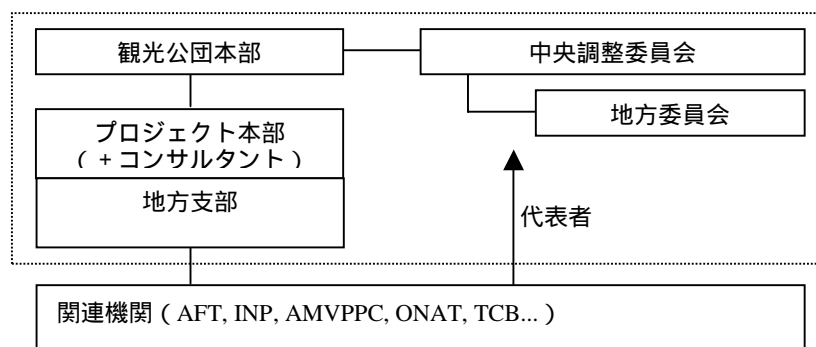 観光公団本部
中央調整委員会
地方委員会
プロジェクト本部
（+コンサルタント）
地方支部
代表者
関連機関（AFT, INP, AMVPPC, ONAT, TCB...）